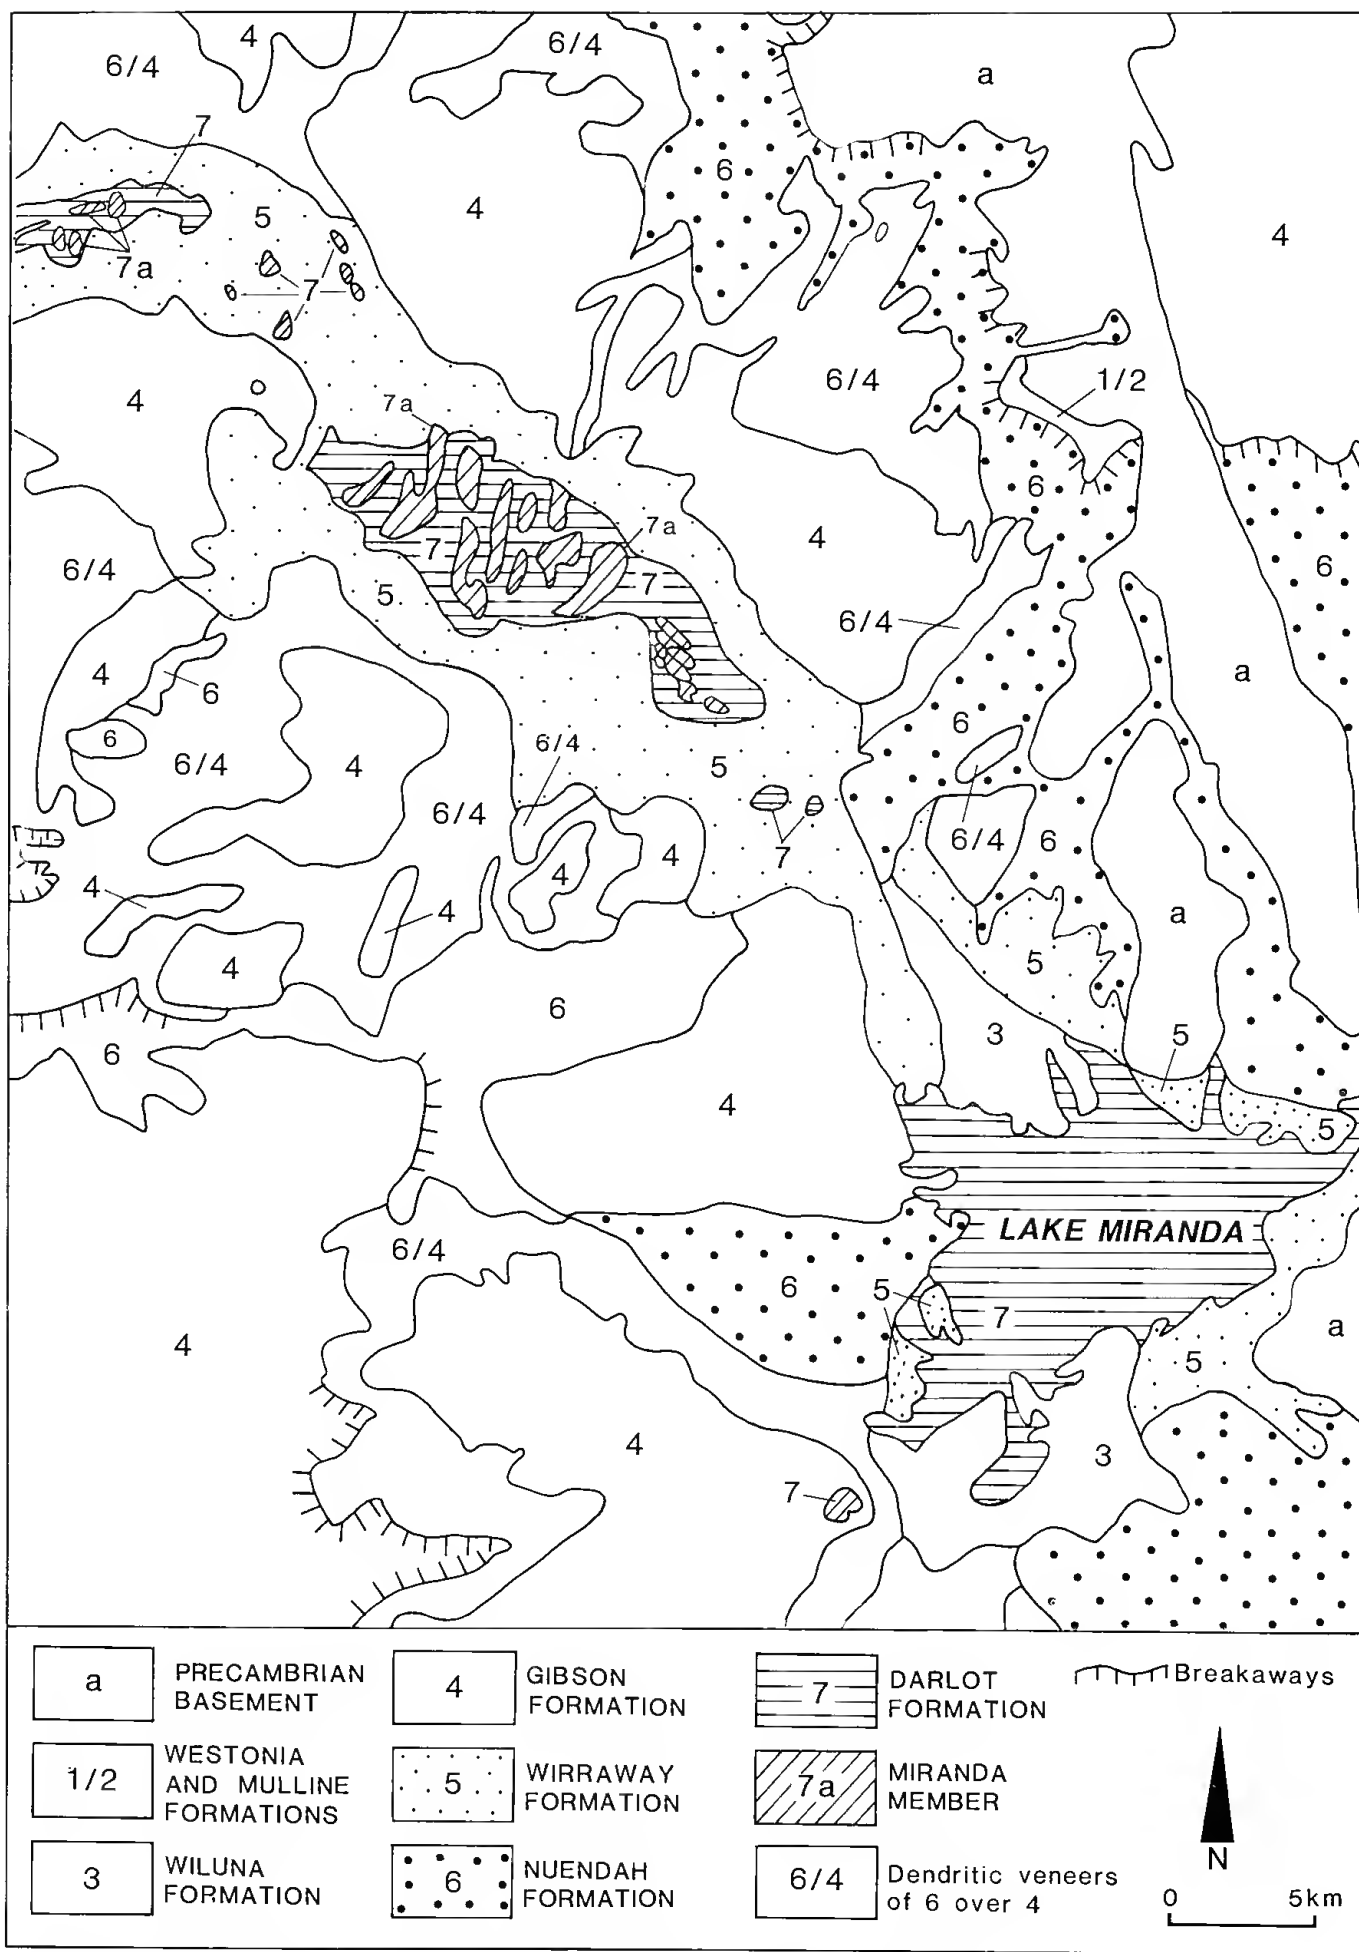 4
6/4
6/4
a
7
6
5
4
4
7a
7
6/4
1/2
4
7a
6
4
7a
7
6/4
5
7
6
6/4
4
6
a
6
6
6/4
4
6/4
5
6/4
6/4
6
4
4
7
4
4
a
4
5
6
3
5
6
4
5
LAKE MIRANDA
6/4
6
5
7
4
a
5
4
3
7
a
PRECAMBRIAN
BASEMENT
4
GIBSON
FORMATION
7
DARLOT
FORMATION
Breakaways
1/2
WESTONIA
AND MULLINE
FORMATIONS
5
WIRRAWAY
FORMATION
7a
MIRANDA
MEMBER
3
WILUNA
FORMATION
6
NUENDAH
FORMATION
6/4
Dendritic veneers
of 6 over 4
N
0 5km